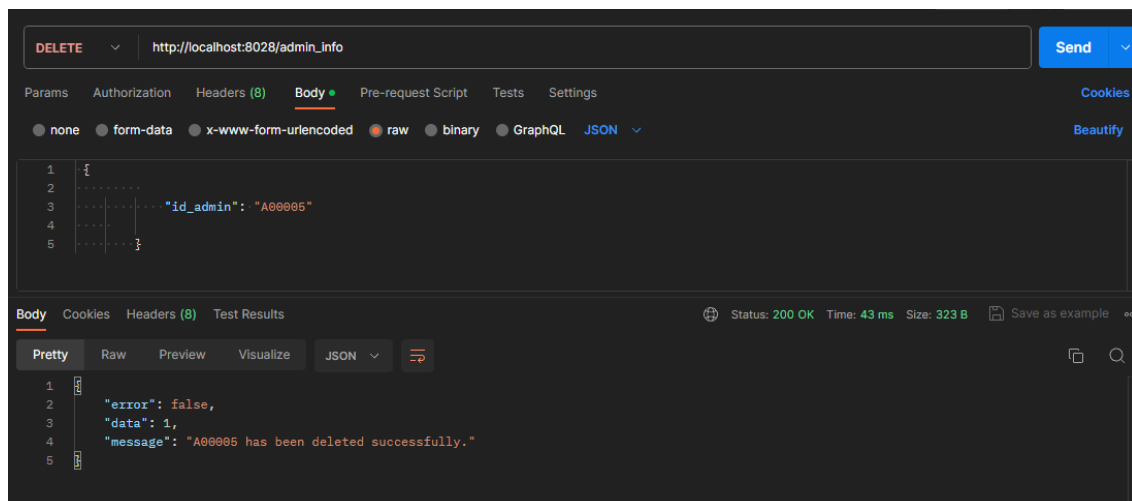 DELETE http://localhost:8028/admin_info Send
Params Authorization Headers (8) Body Pre-request Script Tests Settings Cookies
none form-data x-www-form-urlencoded raw binary GraphQL JSON Beautify
1 {
2
3 "id_admin": "A00005"
4
5 }
Body Cookies Headers (8) Test Results Status: 200 OK Time: 43 ms Size: 323 B Save as example
Pretty Raw Preview Visualize JSON
1 {
2 "error": false,
3 "data": 1,
4 "message": "A00005 has been deleted successfully."
5 }